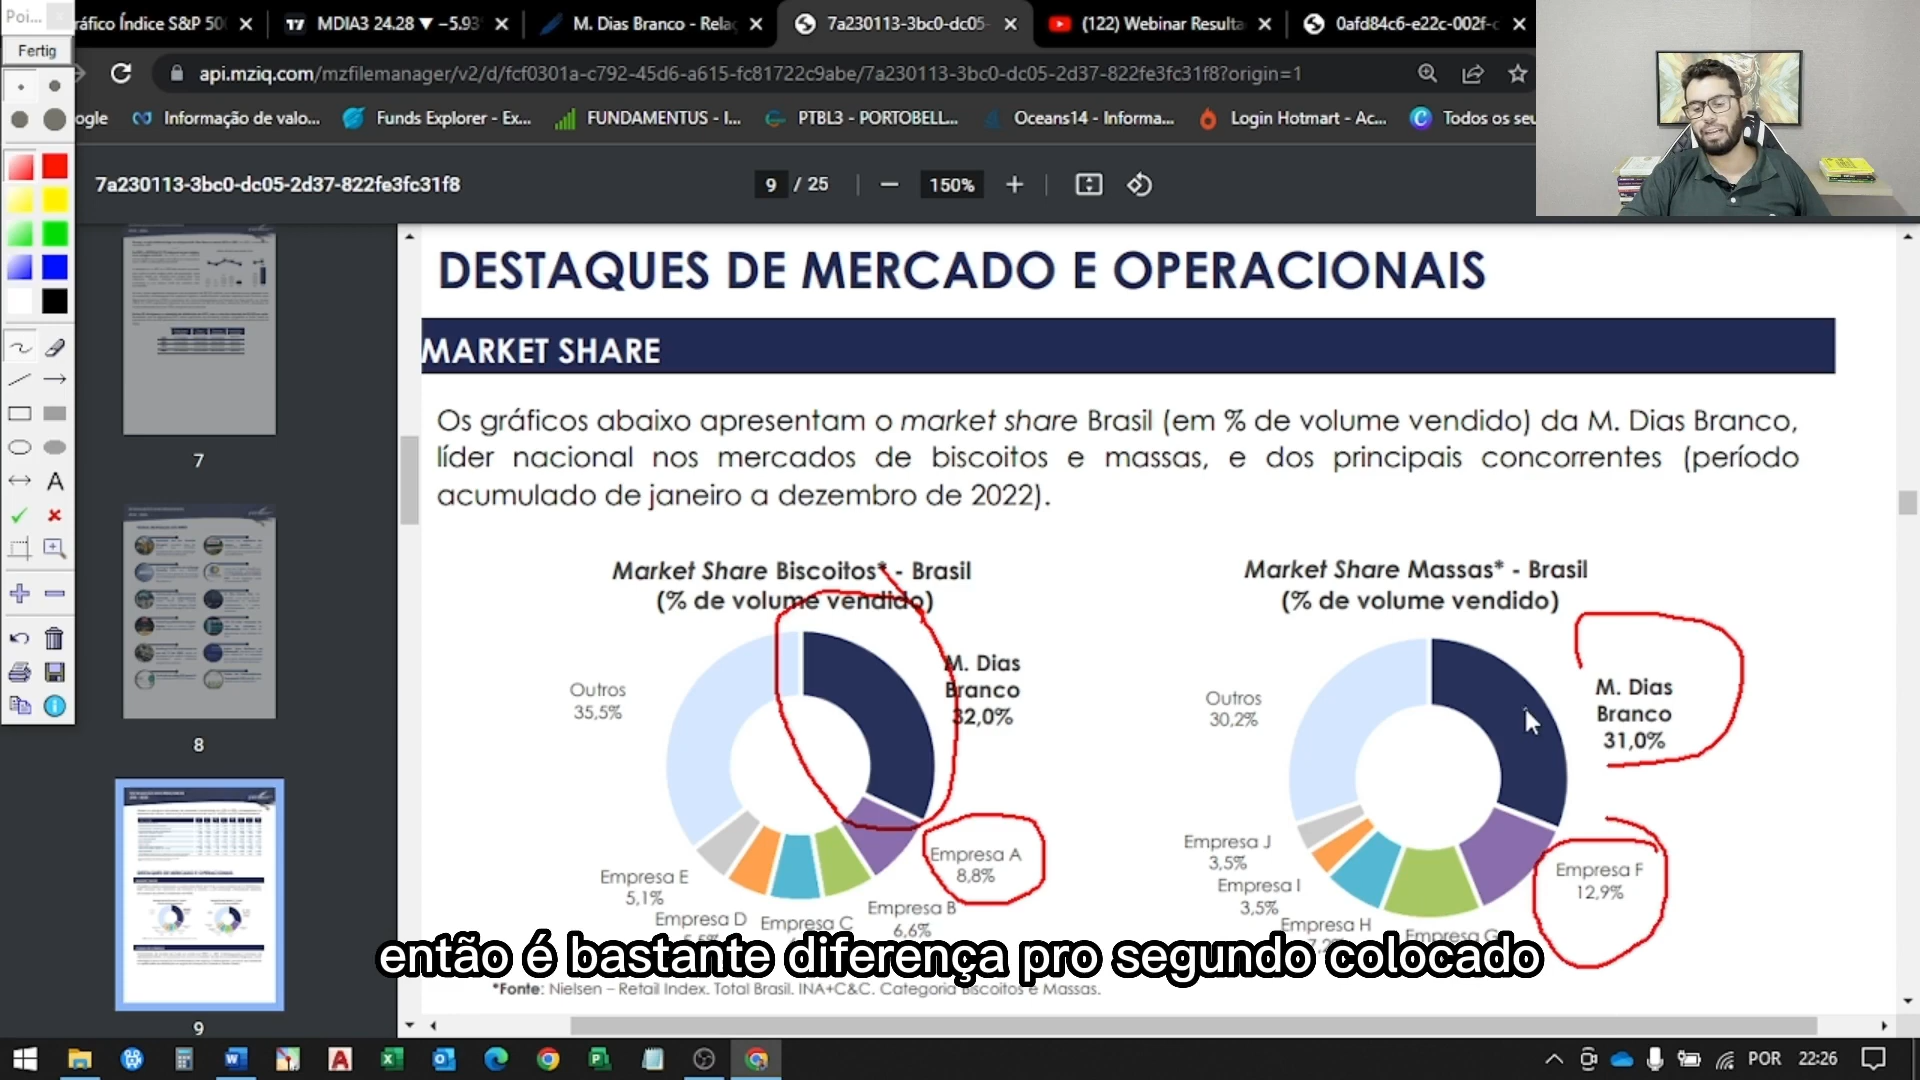 Poi...
Fertig
áfico Índice S&P 50
MDIA3 24.28 ▼ −5.93
M. Dias Branco - Rela
7a230113-3bc0-dc05-
(122) Webinar Resulta
0afd84c6-e22c-002f-c
api.mziq.com/mzfilemanager/v2/d/fcf0301a-c792-45d6-a615-fc81722c9abe/7a230113-3bc0-dc05-2d37-822fe3fc31f8?origin=1
ogle
Informação de valo...
Funds Explorer - Ex...
FUNDAMENTUS - I...
PTBL3 - PORTOBELL...
Oceans14 - Informa...
Login Hotmart - Ac...
Todos os seu
7a230113-3bc0-dc05-2d37-822fe3fc31f8
9 / 25
150%
7
8
9
DESTAQUES DE MERCADO E OPERACIONAIS
MARKET SHARE
Os gráficos abaixo apresentam o market share Brasil (em % de volume vendido) da M. Dias Branco,
líder nacional nos mercados de biscoitos e massas, e dos principais concorrentes (período
acumulado de janeiro a dezembro de 2022).
Market Share Biscoitos* - Brasil
(% de volume vendido)
M. Dias
Branco
32,0%
Outros
35,5%
Empresa A
8,8%
Empresa E
5,1%
Empresa B
6,6%
Empresa D
Empresa C
Market Share Massas* - Brasil
(% de volume vendido)
M. Dias
Branco
31,0%
Outros
30,2%
Empresa J
3,5%
Empresa F
12,9%
Empresa I
3,5%
Empresa H
Empresa G
então é bastante diferença pro segundo colocado
*Fonte: Nielsen – Retail Index. Total Brasil. INA+C&C. Categoria Biscoitos e Massas.
POR
22:26